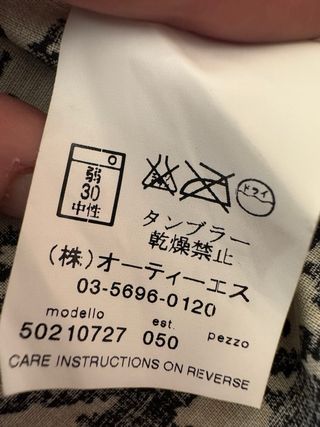 弱
30
中性
ドライ
タンブラー
乾燥禁止
(株)オーティーエス
03-5696-0120
modello est. pezzo
50210727 050
CARE INSTRUCTIONS ON REVERSE